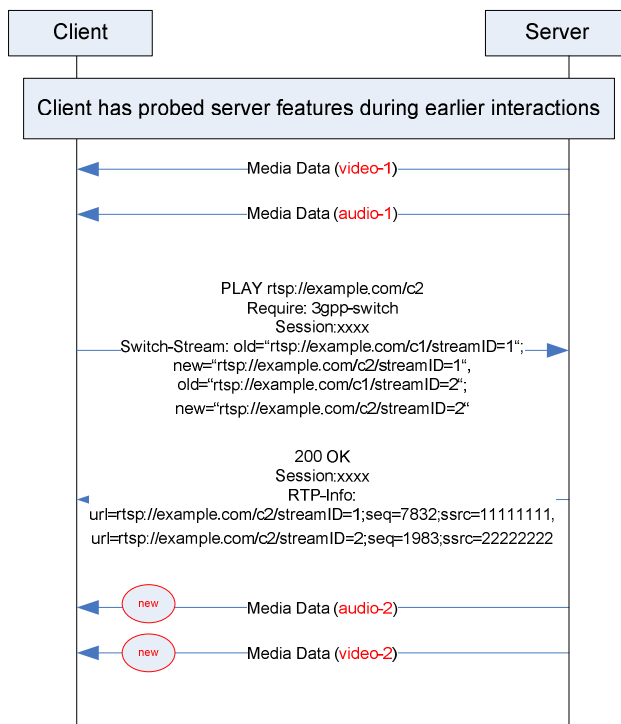 Client
Server
Client has probed server features during earlier interactions
Media Data (video-1)
Media Data (audio-1)
PLAY rtsp://example.com/c2
Require: 3gpp-switch
Session:xxxx
Switch-Stream: old=“rtsp://example.com/c1/streamID=1“;
new=“rtsp://example.com/c2/streamID=1“,
old=“rtsp://example.com/c1/streamID=2“;
new=“rtsp://example.com/c2/streamID=2“
200 OK
Session:xxxx
RTP-Info:
url=rtsp://example.com/c2/streamID=1;seq=7832;ssrc=11111111,
url=rtsp://example.com/c2/streamID=2;seq=1983;ssrc=22222222
new
Media Data (audio-2)
new
Media Data (video-2)